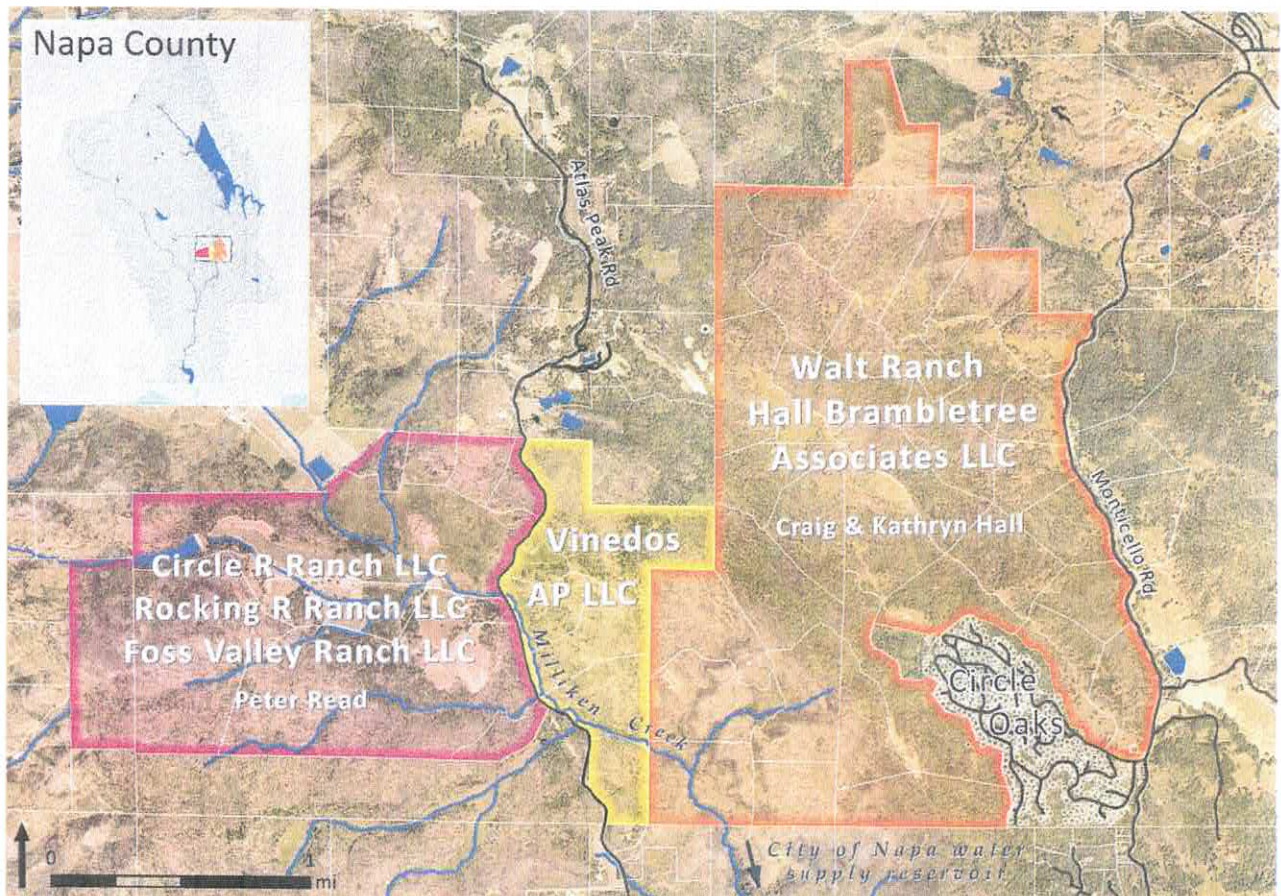 Napa County
Atlas Peak Rd
Walt Ranch
Hall Brambletree
Associates LLC
Craig & Kathryn Hall
Monticello Rd
Vinedos
AP LLC
Circle R Ranch LLC
Rocking R Ranch LLC
Foss Valley Ranch LLC
Peter Read
Milliken Creek
Circle
Oaks
City of Napa water
supply reservoir
0 1
mi